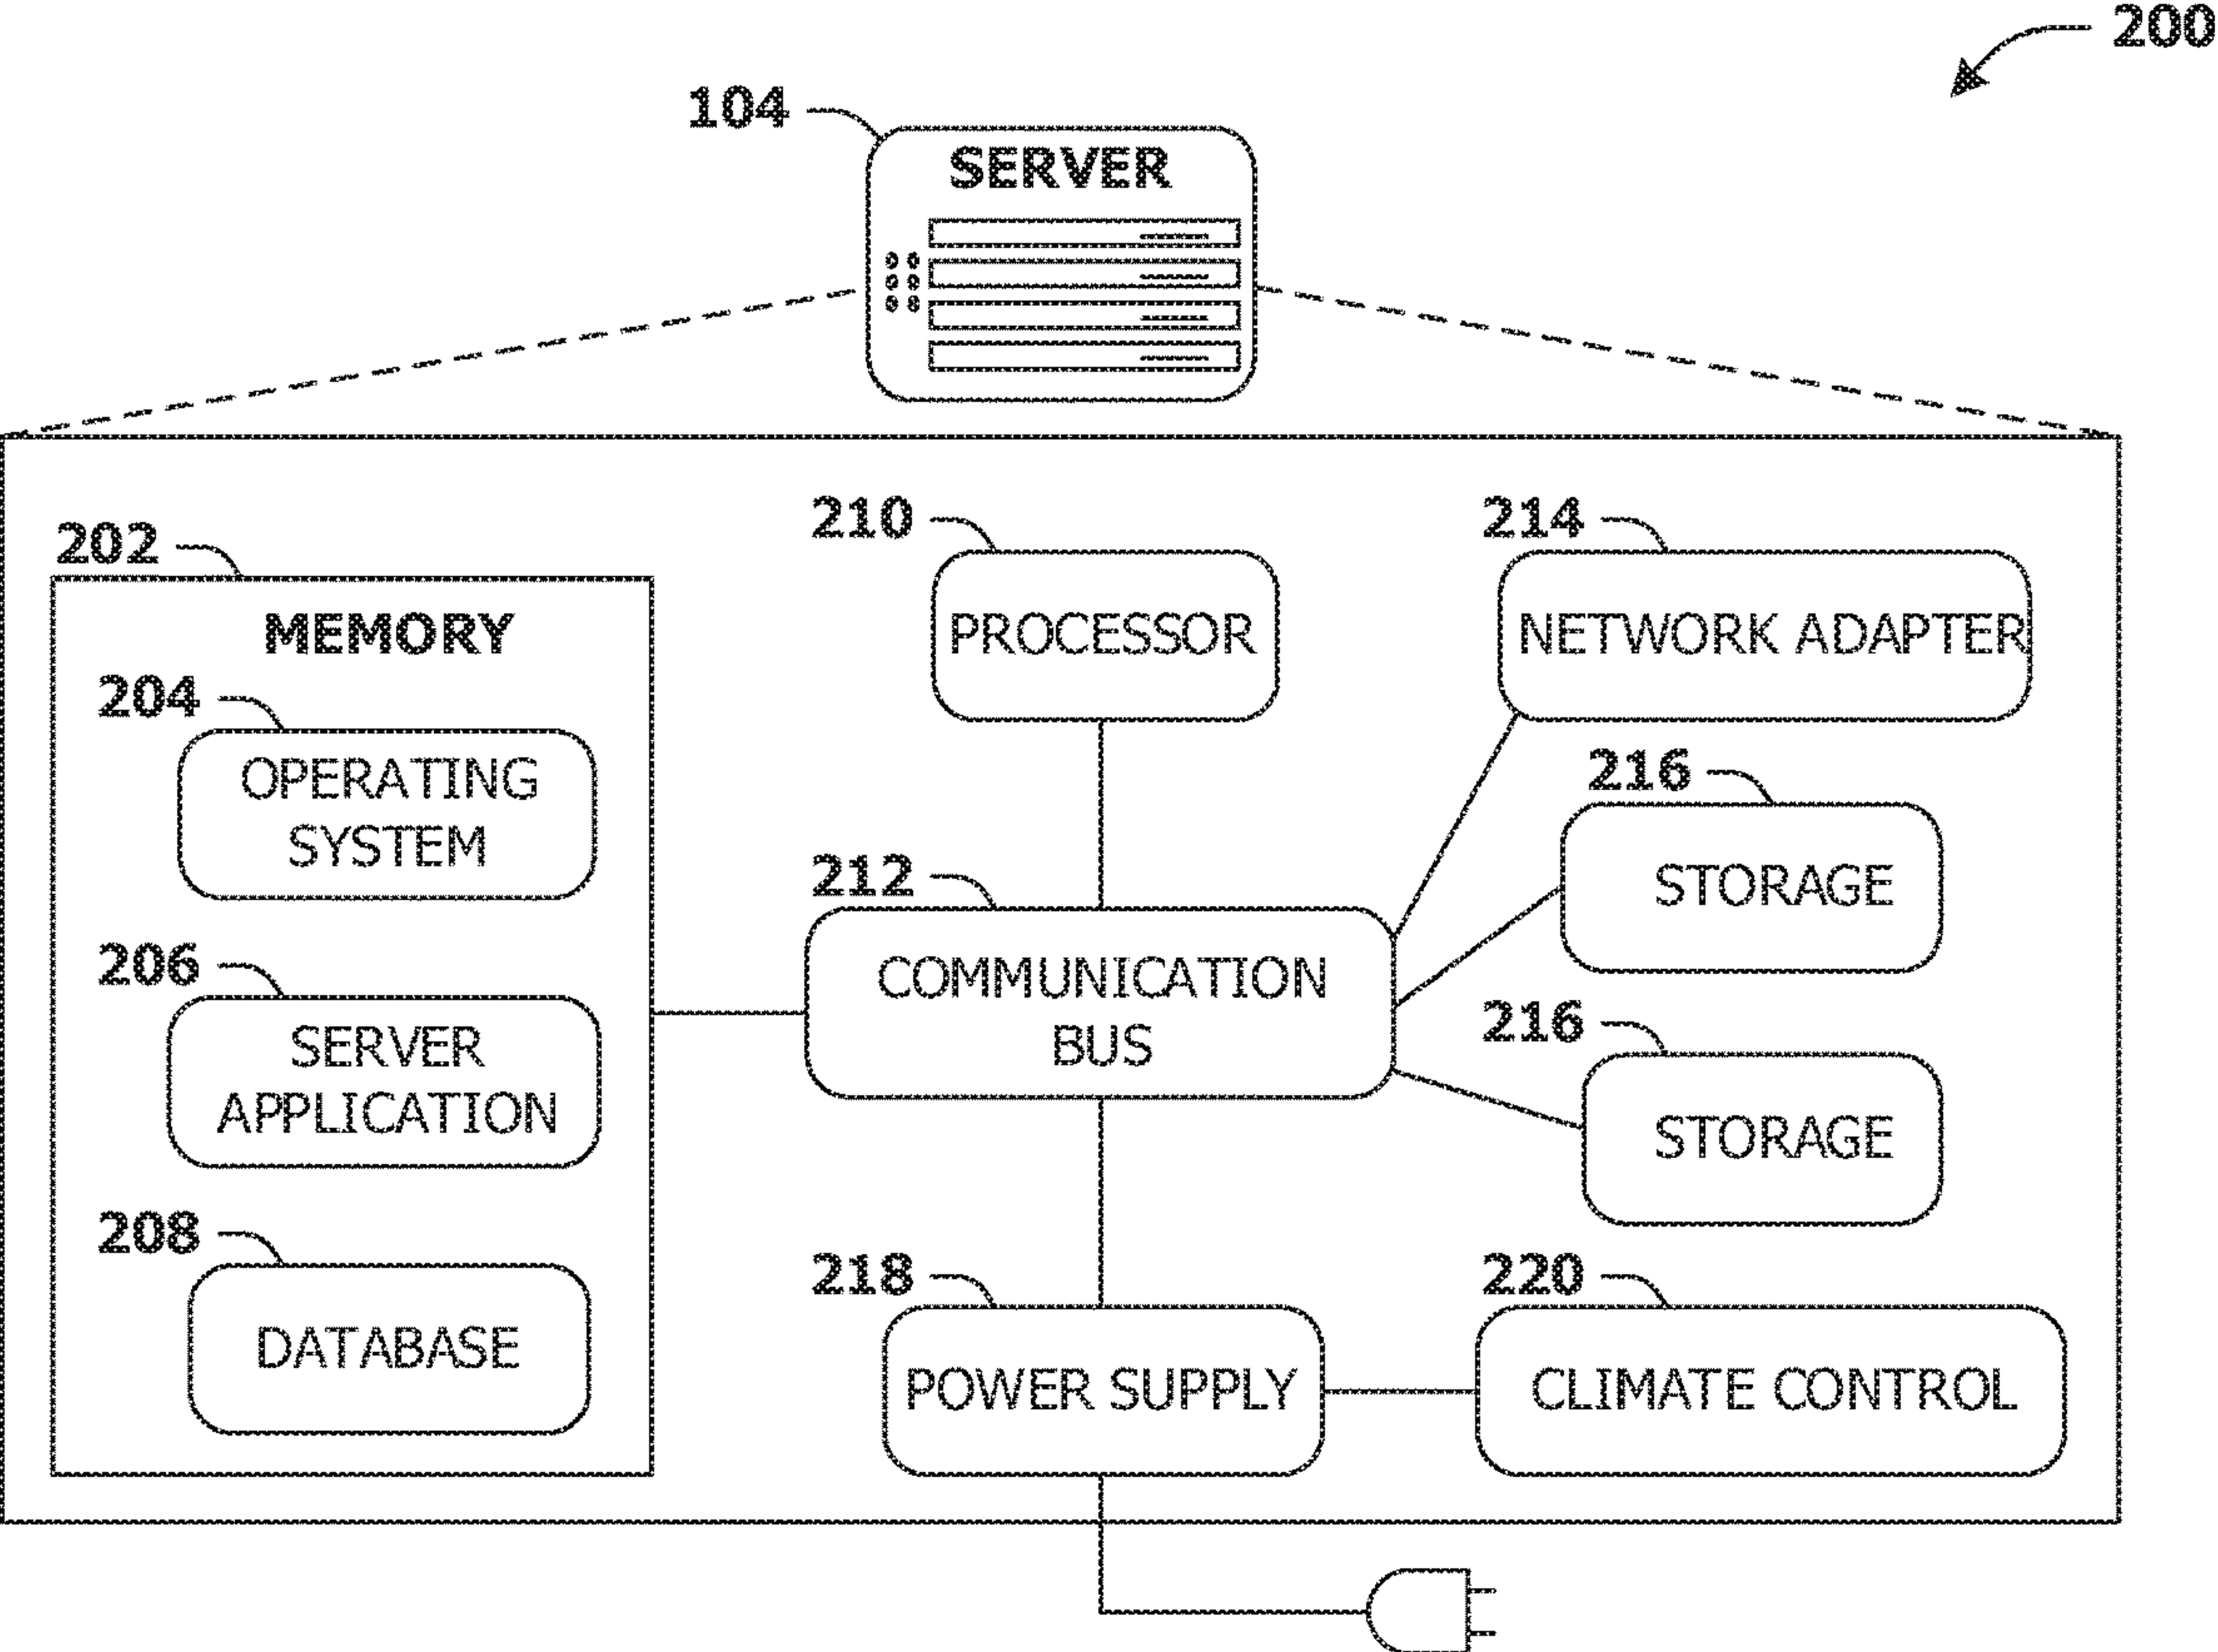 200
104
SERVER
202
MEMORY
204
OPERATING
SYSTEM
206
SERVER
APPLICATION
208
DATABASE
210
PROCESSOR
212
COMMUNICATION
BUS
214
NETWORK ADAPTER
216
STORAGE
216
STORAGE
218
POWER SUPPLY
220
CLIMATE CONTROL